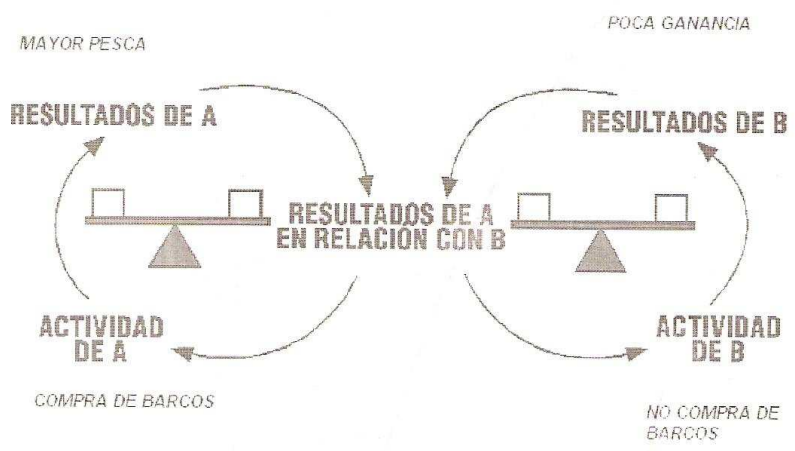 MAYOR PESCA
POCA GANANCIA
RESULTADOS DE A
RESULTADOS DE B
RESULTADOS DE A
EN RELACIÓN CON B
ACTIVIDAD
DE A
ACTIVIDAD
DE B
COMPRA DE BARCOS
NO COMPRA DE
BARCOS